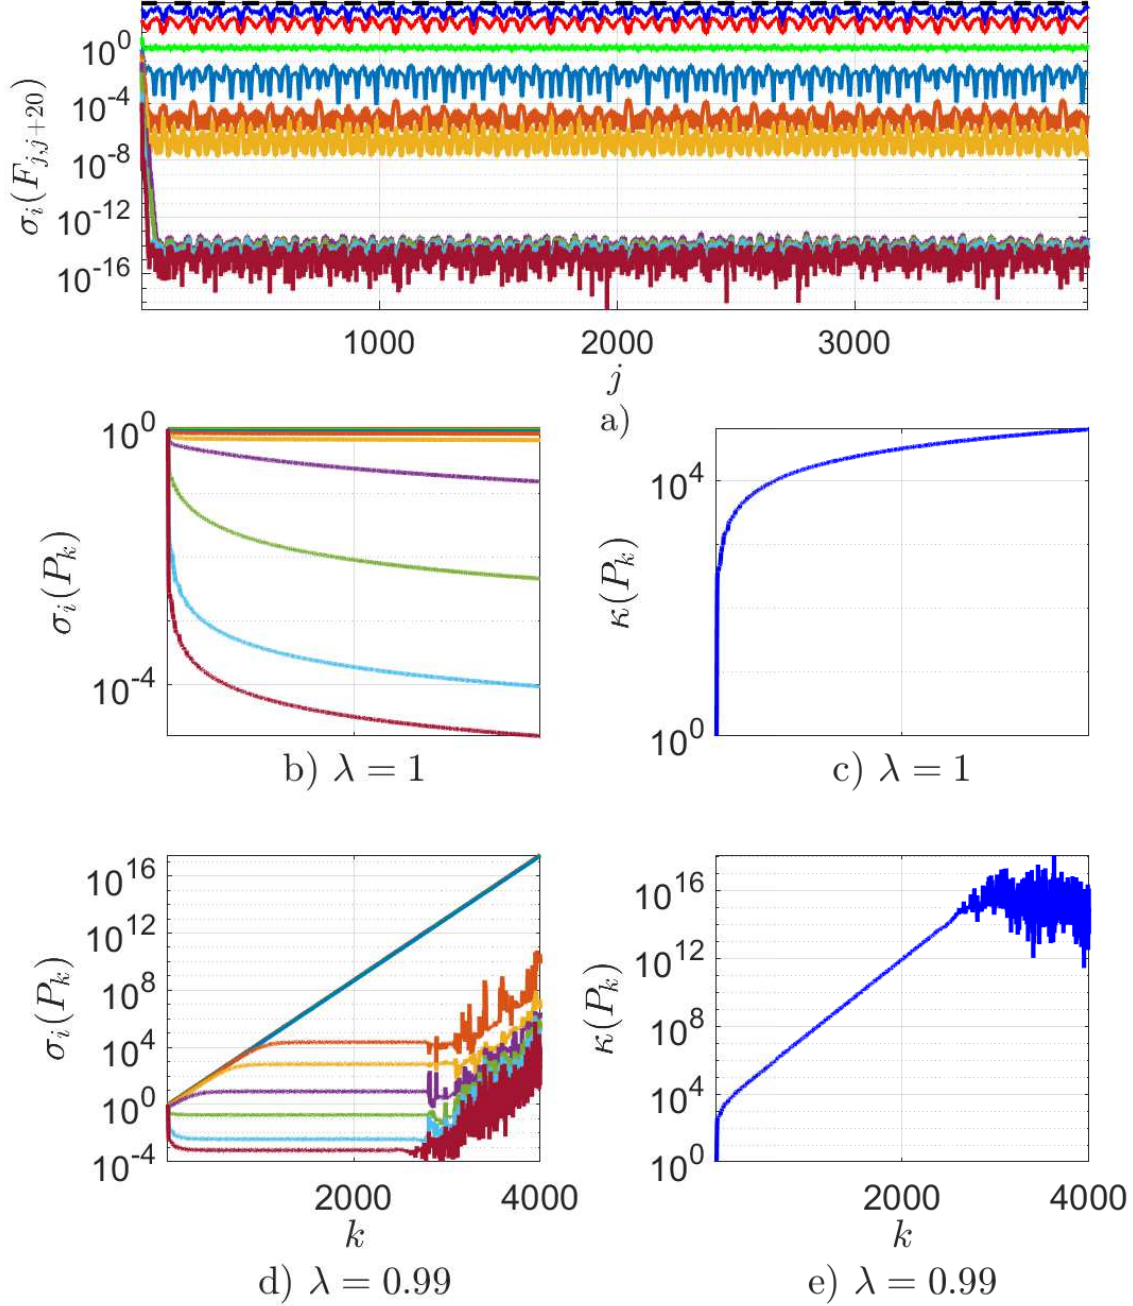 10^0
10^{-4}
10^{-8}
10^{-12}
10^{-16}
σ_i(F_{j,j+20})
1000 2000 3000
j
a)
10^0
10^{-4}
σ_i(P_k)
b) λ = 1
10^4
10^0
κ(P_k)
c) λ = 1
10^{16}
10^{12}
10^8
10^4
10^0
10^{-4}
σ_i(P_k)
2000 4000
k
d) λ = 0.99
10^{16}
10^{12}
10^8
10^4
10^0
κ(P_k)
2000 4000
k
e) λ = 0.99